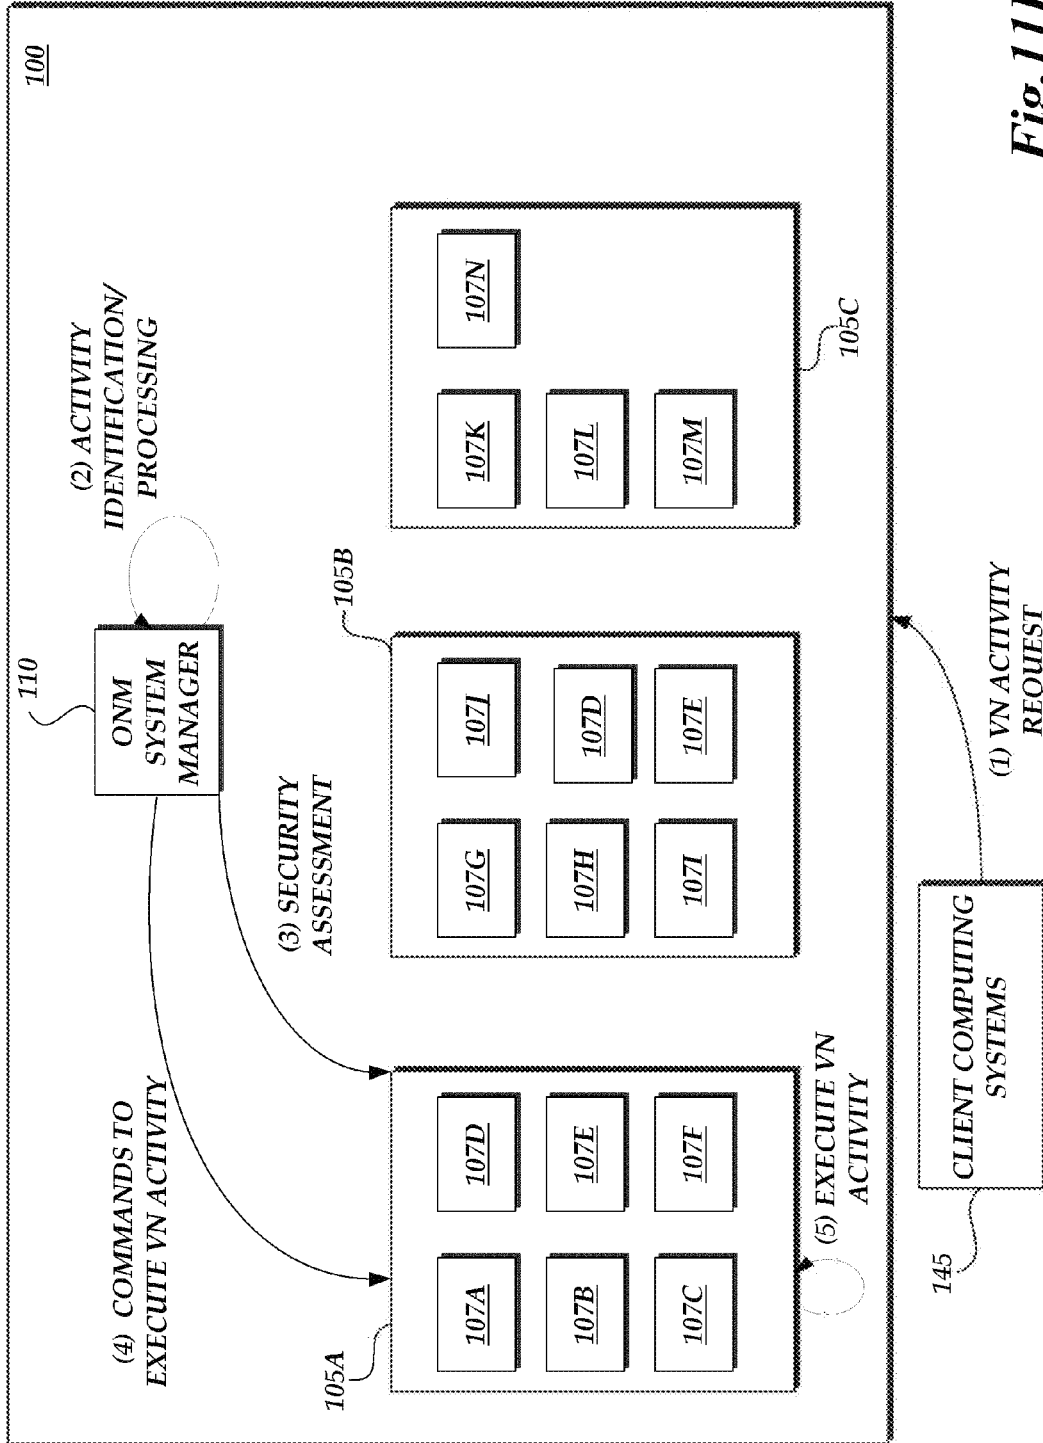 100
110
ONM
SYSTEM
MANAGER
(2) ACTIVITY
IDENTIFICATION/
PROCESSING
(4) COMMANDS TO
EXECUTE VN ACTIVITY
(3) SECURITY
ASSESSMENT
105A
107A
107D
107B
107E
107C
107F
105B
107G
107J
107H
107D
107I
107E
107K
107N
107L
107M
105C
(5) EXECUTE VN
ACTIVITY
145
CLIENT COMPUTING
SYSTEMS
(1) VN ACTIVITY
REQUEST
Fig.11